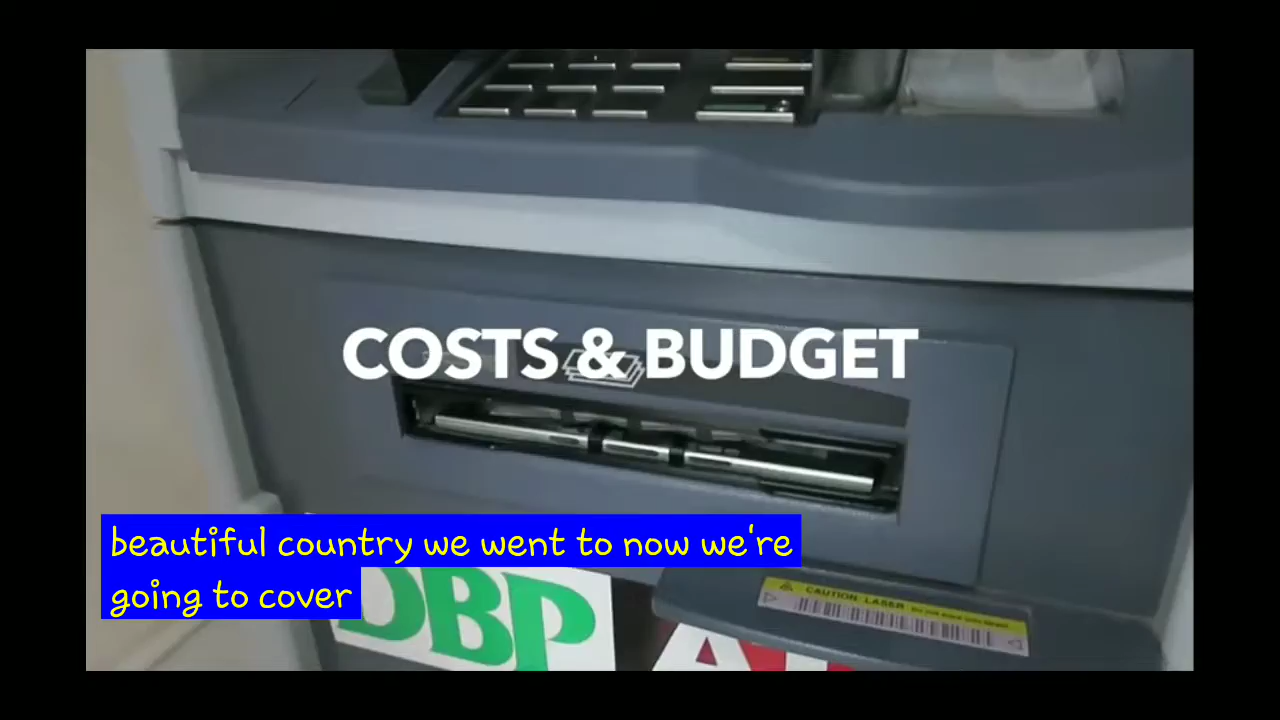 COSTS & BUDGET
beautiful country we went to now we're
going to cover
DBP
CAUTION LASER